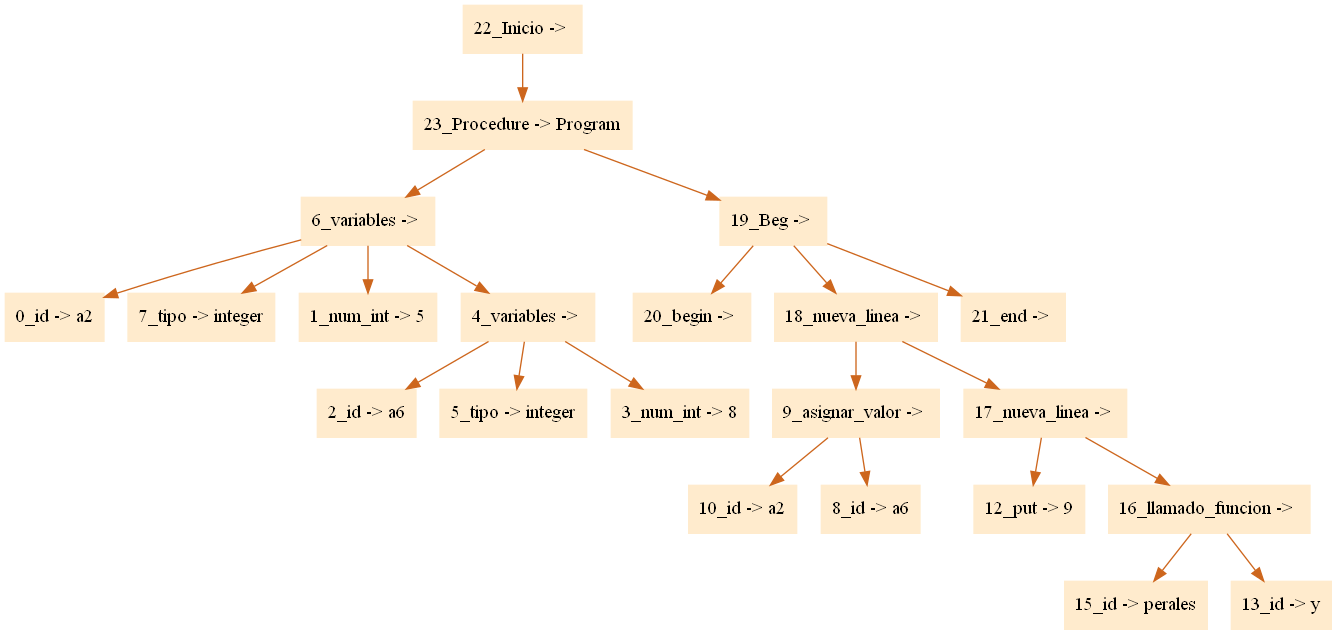 22_Inicio ->
23_Procedure -> Program
6_variables ->
19_Beg ->
0_id -> a2
7_tipo -> integer
1_num_int -> 5
4_variables ->
20_begin ->
18_nueva_linea ->
21_end ->
2_id -> a6
5_tipo -> integer
3_num_int -> 8
9_asignar_valor ->
17_nueva_linea ->
10_id -> a2
8_id -> a6
12_put -> 9
16_llamado_funcion ->
15_id -> perales
13_id -> y